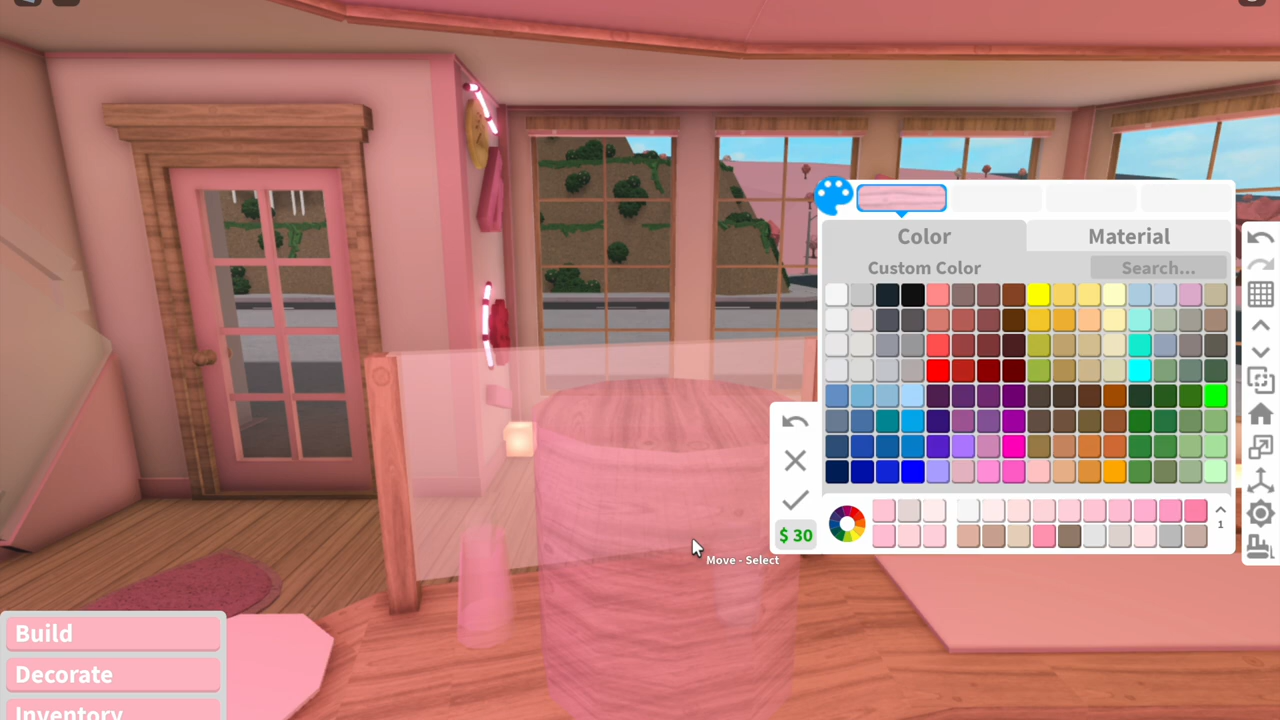 Color
Material
Custom Color
Search...
$ 30
1
Move - Select
Build
Decorate
Inventory